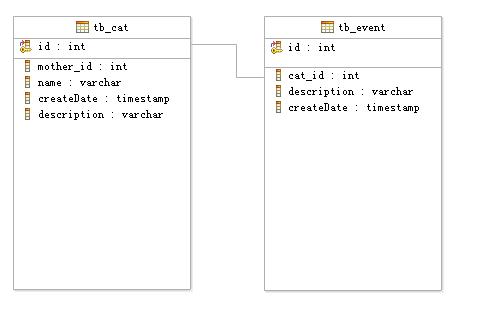 tb_cat
id : int
mother_id : int
name : varchar
createDate : timestamp
description : varchar
tb_event
id : int
cat_id : int
description : varchar
createDate : timestamp